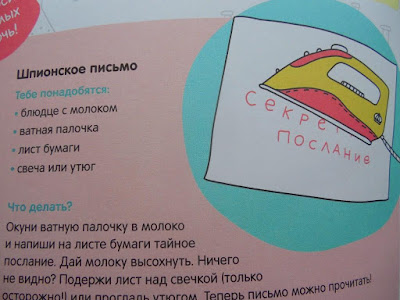 Шпионское письмо
Тебе понадобятся:
• блюдце с молоком
• ватная палочка
• лист бумаги
• свеча или утюг
СЕКРЕТ
ПОСЛАНИЕ
Что делать?
Окуни ватную палочку в молоко
и напиши на листе бумаги тайное
послание. Дай молоку высохнуть. Ничего
не видно? Подержи лист над свечкой (только
осторожно!) или прогладь утюгом. Теперь письмо можно прочитать!